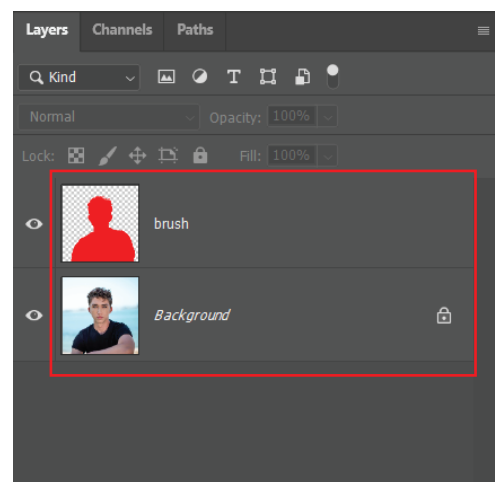 Layers Channels Paths
Kind
Normal Opacity: 100%
Lock: Fill: 100%
brush
Background